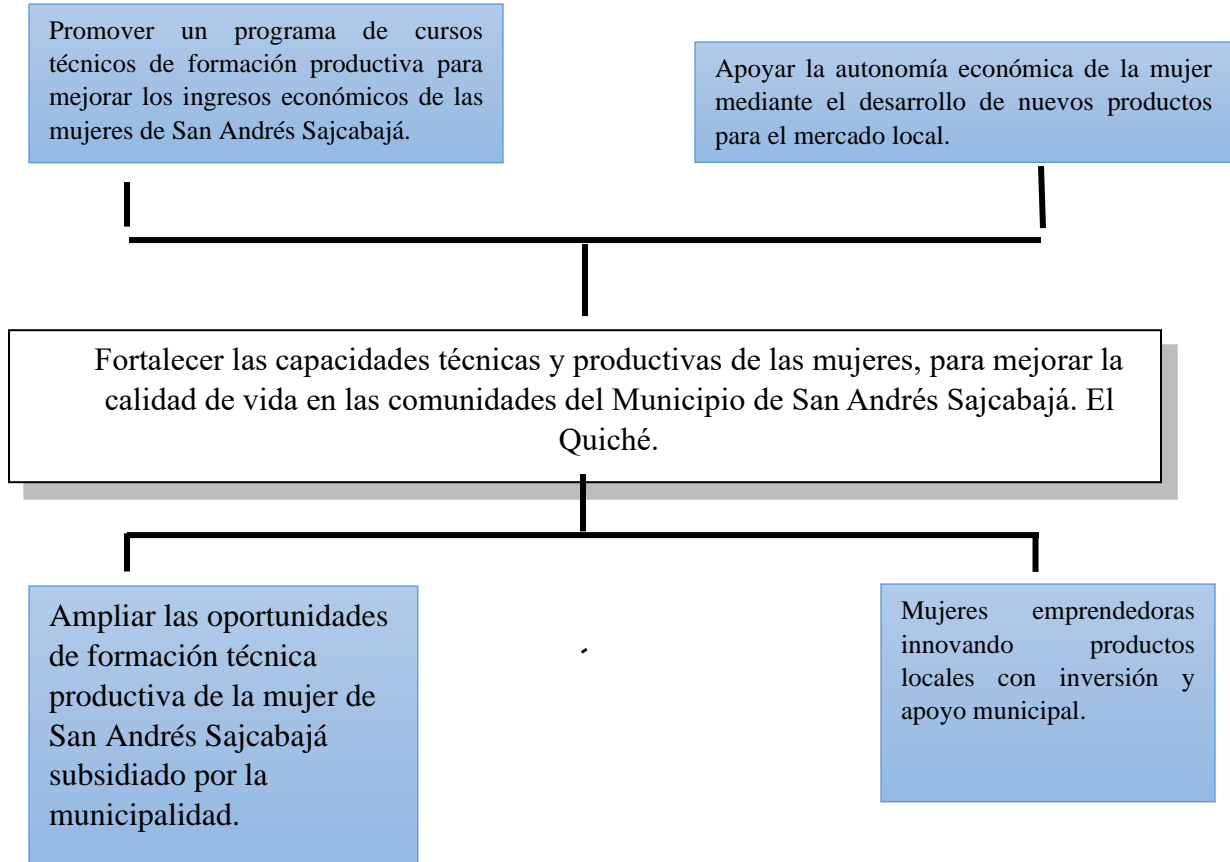 Promover un programa de cursos
técnicos de formación productiva para
mejorar los ingresos económicos de las
mujeres de San Andrés Sajcabajá.
Apoyar la autonomía económica de la mujer
mediante el desarrollo de nuevos productos
para el mercado local.
Fortalecer las capacidades técnicas y productivas de las mujeres, para mejorar la
calidad de vida en las comunidades del Municipio de San Andrés Sajcabajá. El
Quiché.
Ampliar las oportunidades
de formación técnica
productiva de la mujer de
San Andrés Sajcabajá
subsidiado por la
municipalidad.
Mujeres emprendedoras
innovando productos
locales con inversión y
apoyo municipal.